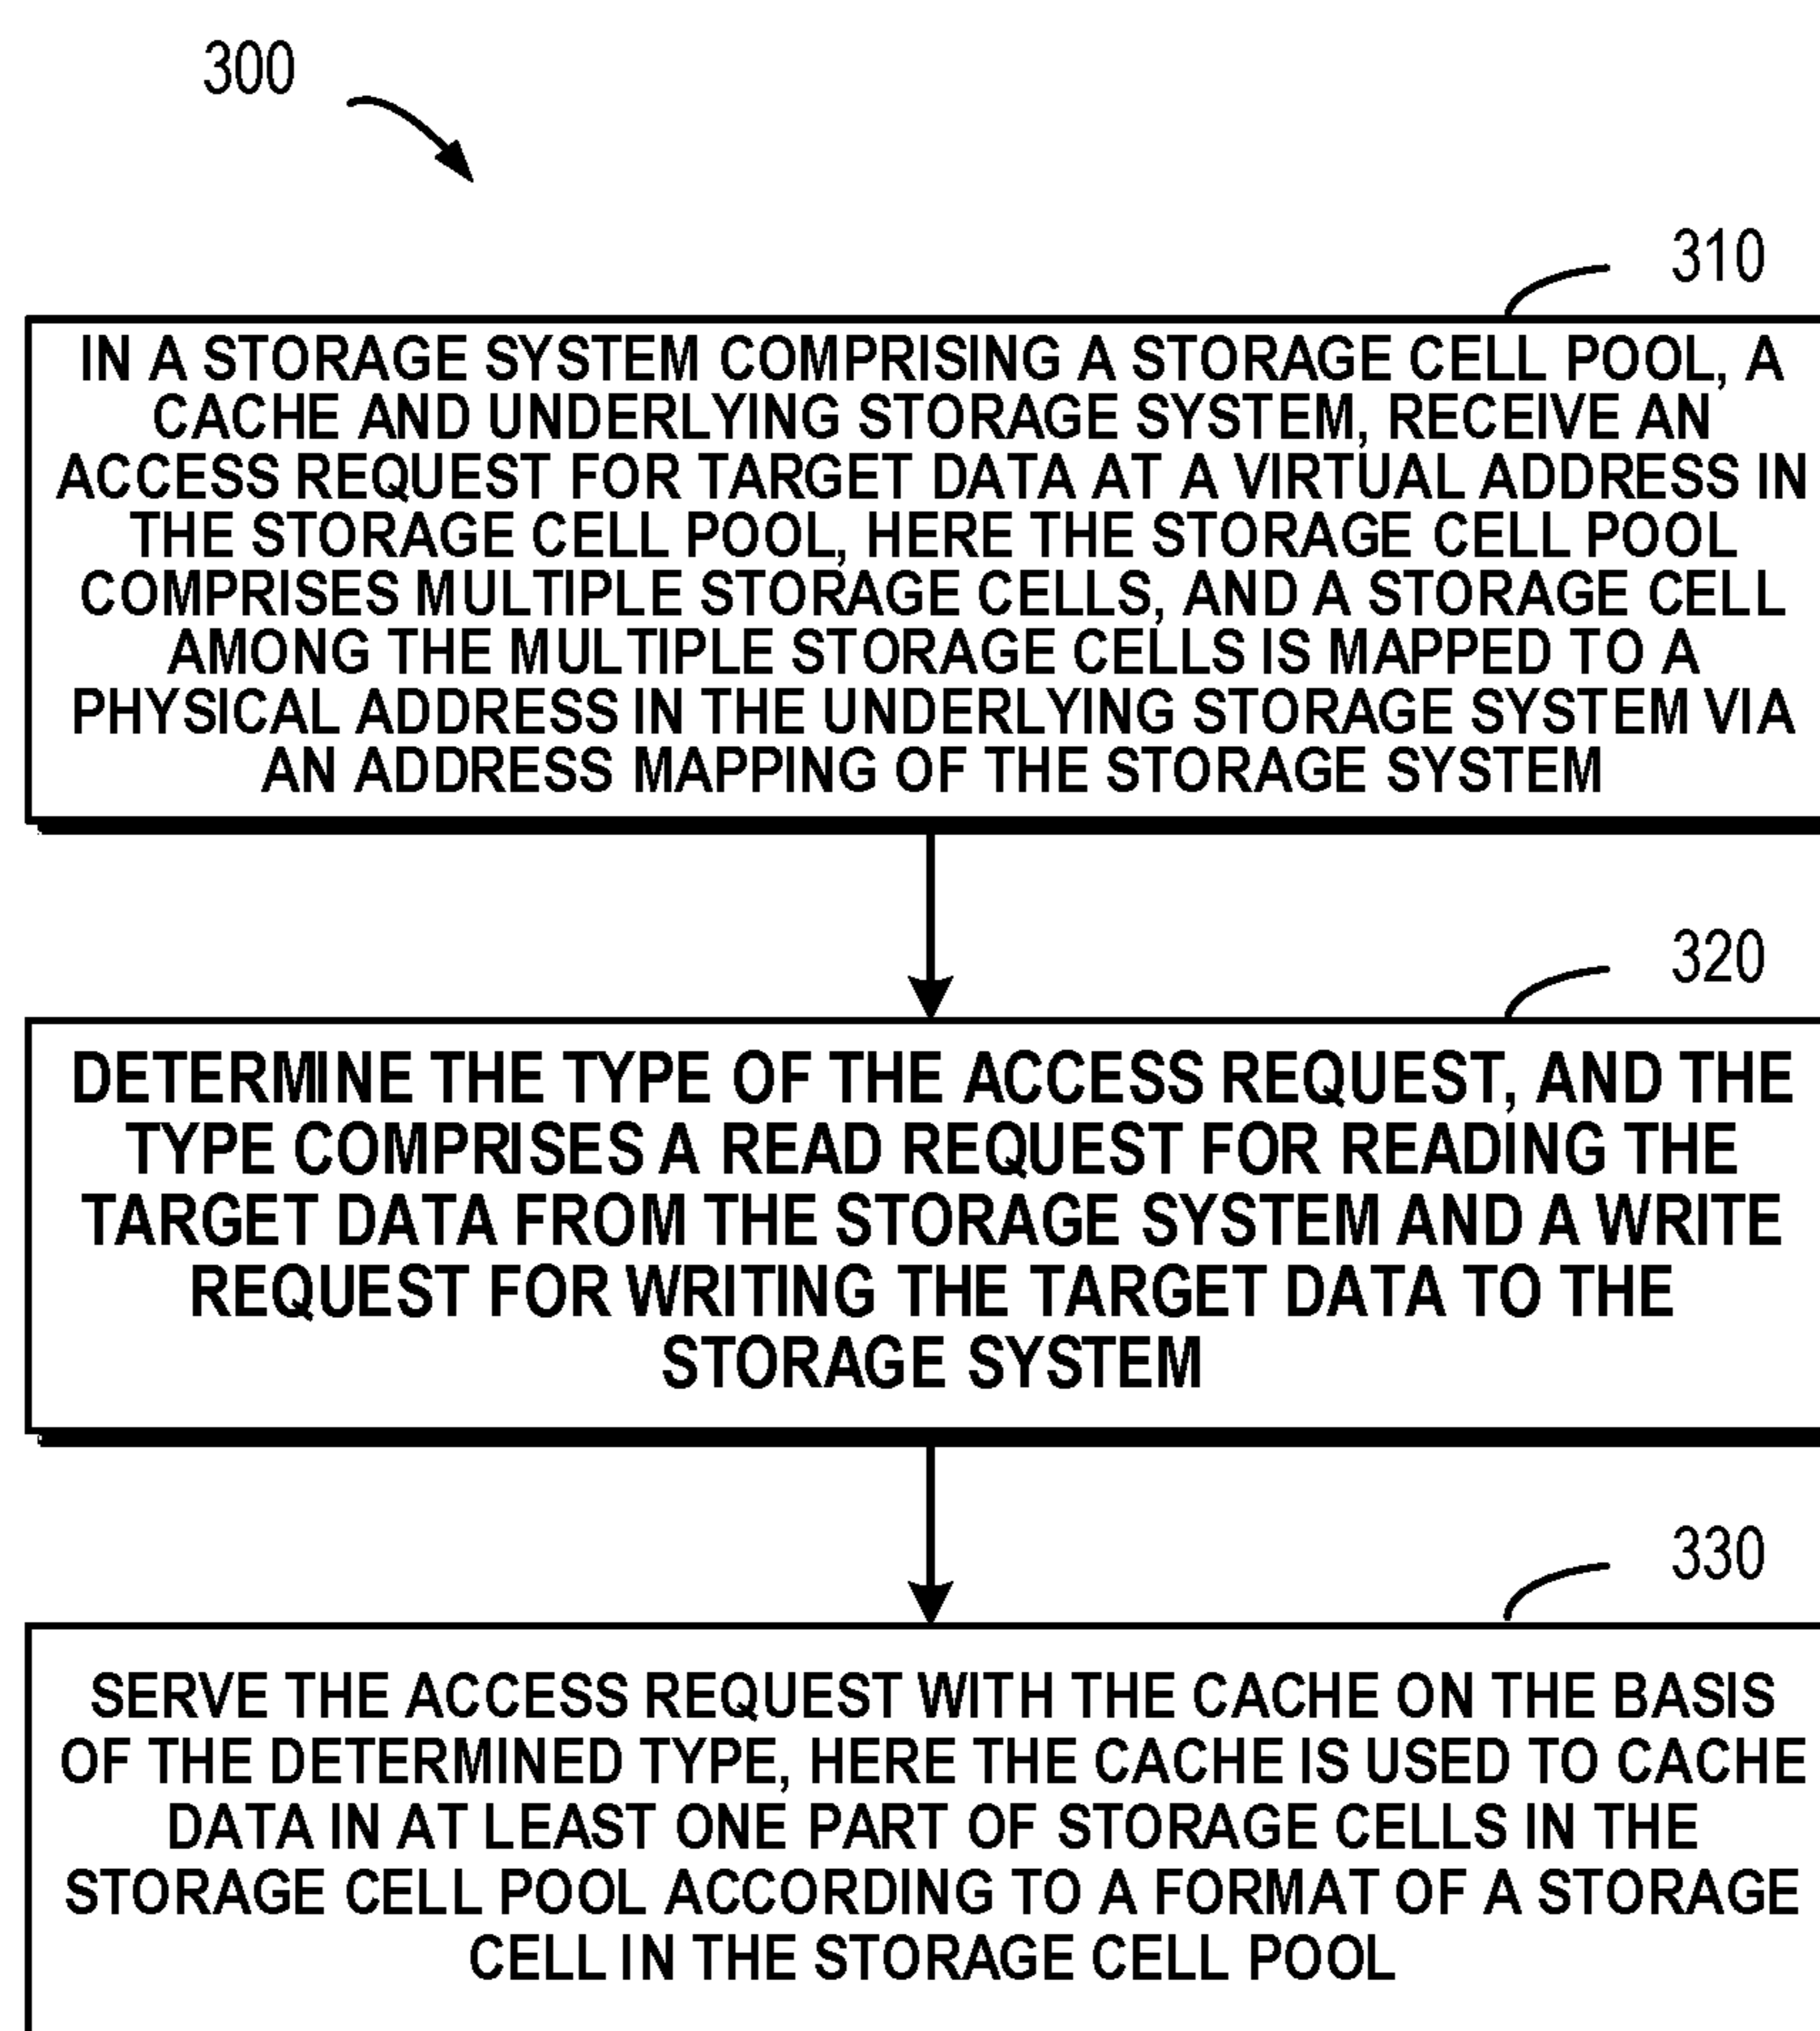 300
310
IN A STORAGE SYSTEM COMPRISING A STORAGE CELL POOL, A
CACHE AND UNDERLYING STORAGE SYSTEM, RECEIVE AN
ACCESS REQUEST FOR TARGET DATA AT A VIRTUAL ADDRESS IN
THE STORAGE CELL POOL, HERE THE STORAGE CELL POOL
COMPRISES MULTIPLE STORAGE CELLS, AND A STORAGE CELL
AMONG THE MULTIPLE STORAGE CELLS IS MAPPED TO A
PHYSICAL ADDRESS IN THE UNDERLYING STORAGE SYSTEM VIA
AN ADDRESS MAPPING OF THE STORAGE SYSTEM
320
DETERMINE THE TYPE OF THE ACCESS REQUEST, AND THE
TYPE COMPRISES A READ REQUEST FOR READING THE
TARGET DATA FROM THE STORAGE SYSTEM AND A WRITE
REQUEST FOR WRITING THE TARGET DATA TO THE
STORAGE SYSTEM
330
SERVE THE ACCESS REQUEST WITH THE CACHE ON THE BASIS
OF THE DETERMINED TYPE, HERE THE CACHE IS USED TO CACHE
DATA IN AT LEAST ONE PART OF STORAGE CELLS IN THE
STORAGE CELL POOL ACCORDING TO A FORMAT OF A STORAGE
CELL IN THE STORAGE CELL POOL